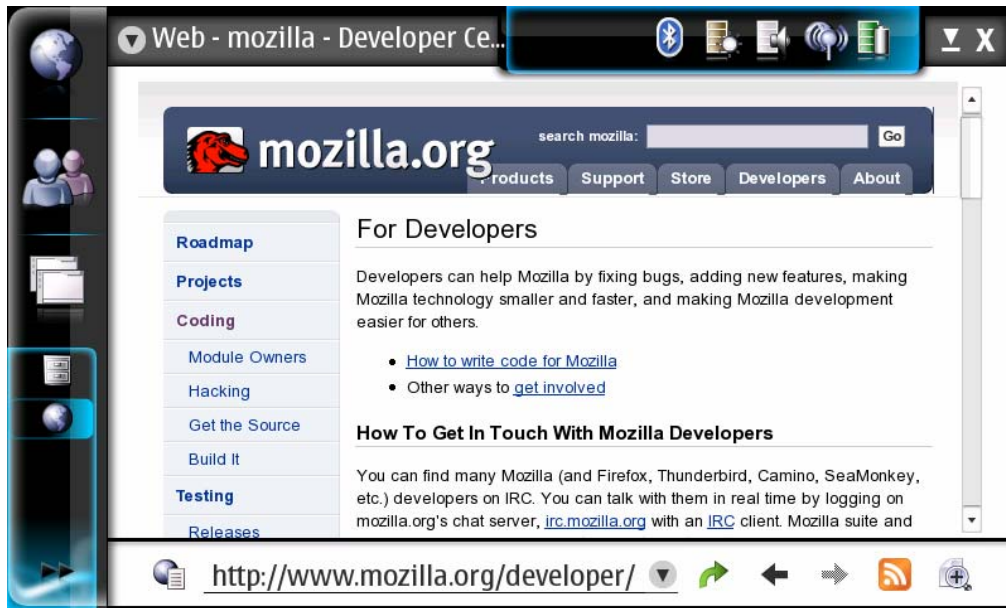 Web - mozilla - Developer Ce...
X
mozilla.org
search mozilla:
Go
Products Support Store Developers About
Roadmap
Projects
Coding
Module Owners
Hacking
Get the Source
Build It
Testing
Releases
For Developers
Developers can help Mozilla by fixing bugs, adding new features, making
Mozilla technology smaller and faster, and making Mozilla development
easier for others.
• How to write code for Mozilla
• Other ways to get involved
How To Get In Touch With Mozilla Developers
You can find many Mozilla (and Firefox, Thunderbird, Camino, SeaMonkey,
etc.) developers on IRC. You can talk with them in real time by logging on
mozilla.org's chat server, irc.mozilla.org with an IRC client. Mozilla suite and
http://www.mozilla.org/developer/